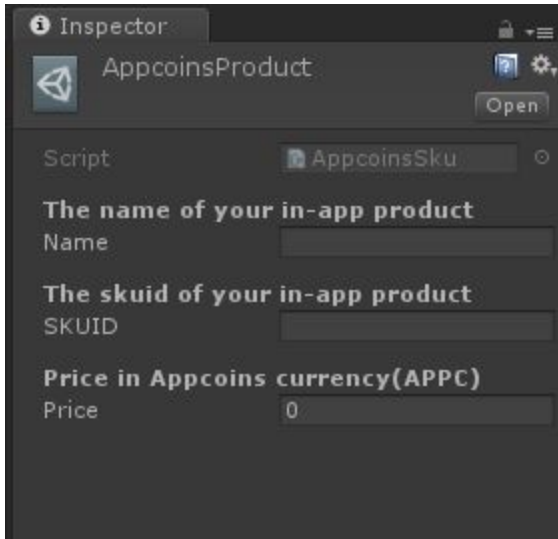 Inspector
AppcoinsProduct
Open
Script AppcoinsSku
The name of your in-app product
Name
The skuid of your in-app product
SKUID
Price in Appcoins currency(APPC)
Price 0